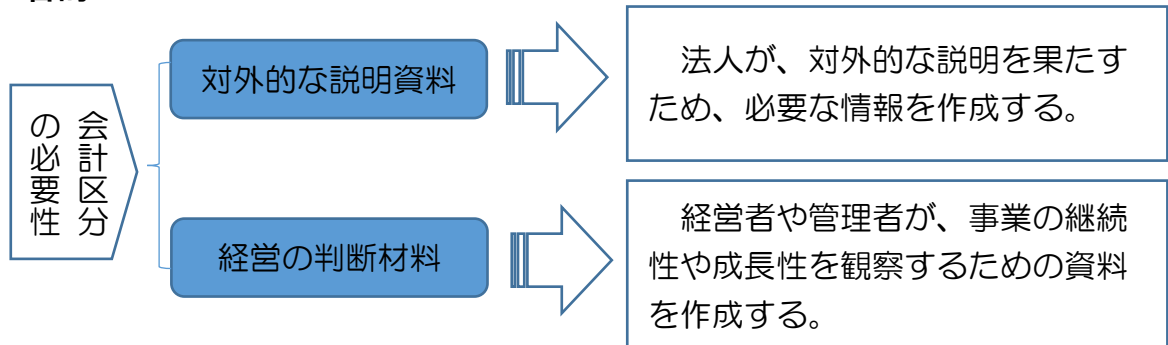 会計区分
の必要性
対外的な説明資料
法人が、対外的な説明を果たす
ため、必要な情報を作成する。
経営の判断材料
経営者や管理者が、事業の継続
性や成長性を観察するための資料
を作成する。